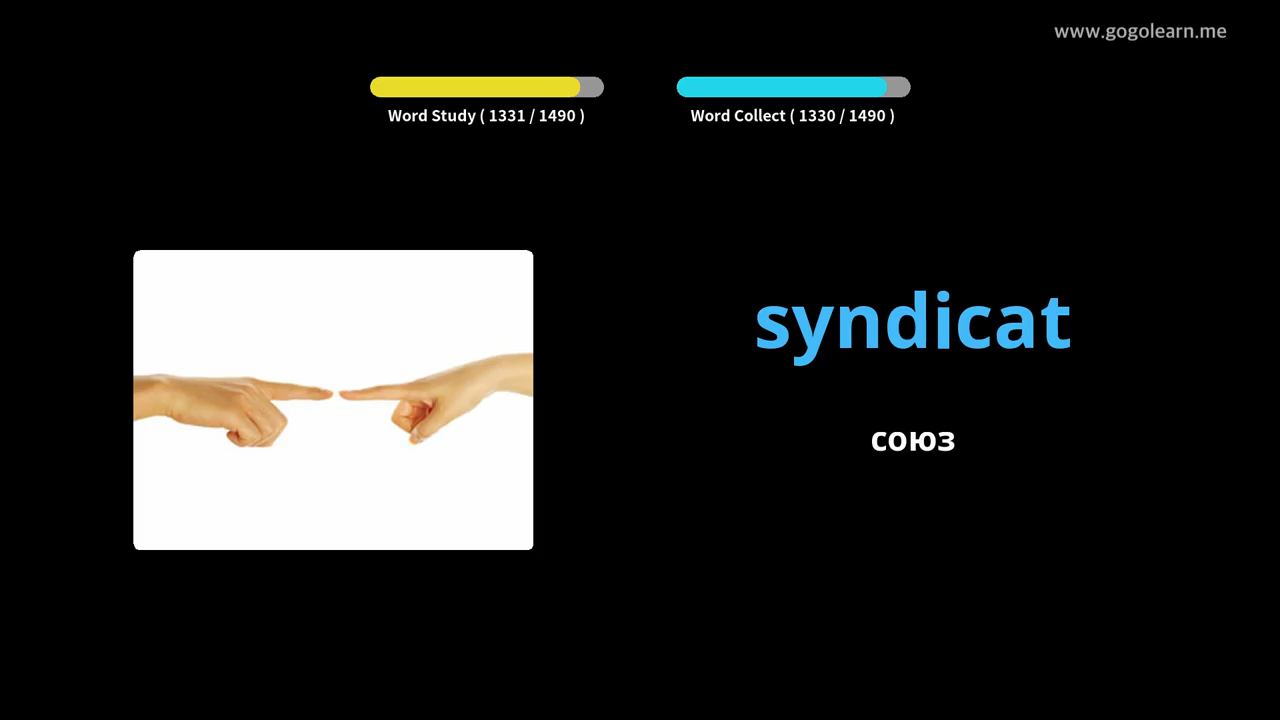 www.gogolearn.me
Word Study ( 1331 / 1490 )
Word Collect ( 1330 / 1490 )
syndicat
союз